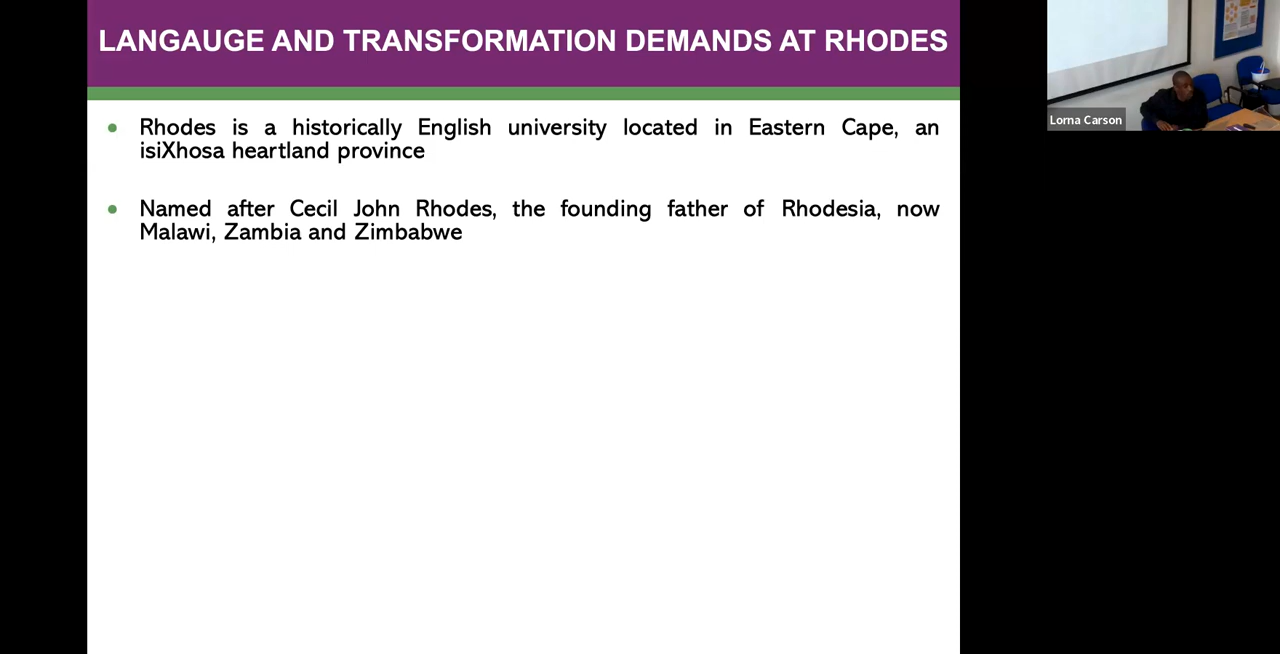 LANGAUGE AND TRANSFORMATION DEMANDS AT RHODES
Rhodes is a historically English university located in Eastern Cape, an
isiXhosa heartland province
Named after Cecil John Rhodes, the founding father of Rhodesia, now
Malawi, Zambia and Zimbabwe
Lorna Carson